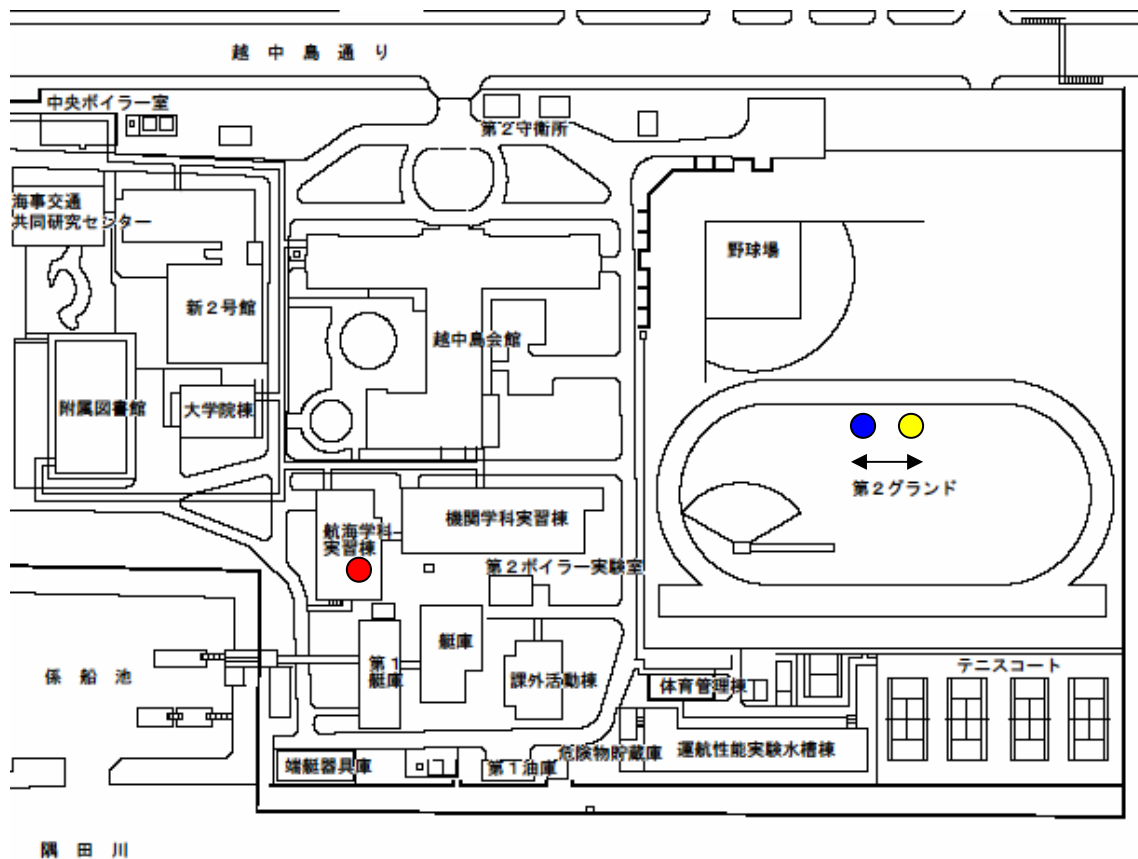 越中島通り
中央ボイラー室
第２守衛所
海事交通
共同研究センター
野球場
新２号館
越中島会館
附属図書館
大学院棟
第２グランド
機関学科実習棟
航海学科
実習棟
第２ボイラー実験室
艇庫
第１
艇庫
係船池
課外活動棟
テニスコート
体育管理棟
危険物貯蔵庫
運航性能実験水槽棟
端艇器具庫
第１油庫
隅田川